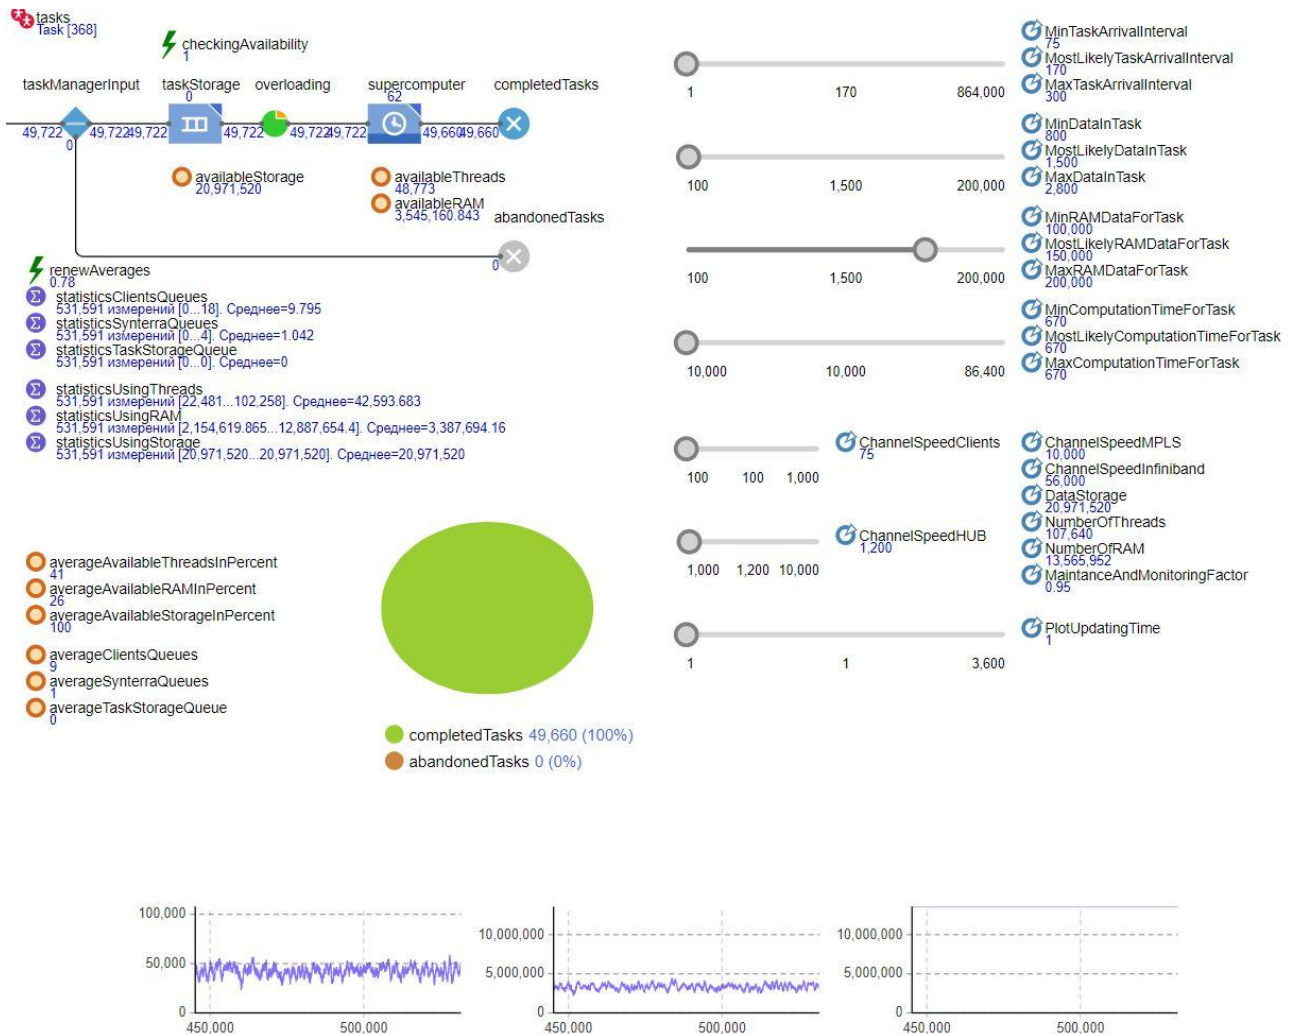 tasks
Task [368]
checkingAvailability
1
taskManagerInput taskStorage overloading supercomputer completedTasks
0 62
49,722 49,722 49,722 49,722 49,722 49,722 49,660 49,660
0
availableStorage
20,971,520
availableThreads
48,773
availableRAM
3,545,160.843
abandonedTasks
0
renewAverages
0.78
statisticsClientsQueues
531,591 измерений [0...18]. Среднее=9.795
statisticsSynterraQueues
531,591 измерений [0...4]. Среднее=1.042
statisticsTaskStorageQueue
531,591 измерений [0...0]. Среднее=0
statisticsUsingThreads
531,591 измерений [22,481...102,258]. Среднее=42,593.683
statisticsUsingRAM
531,591 измерений [2,154,619.865...12,887,654.4]. Среднее=3,387,694.16
statisticsUsingStorage
531,591 измерений [20,971,520...20,971,520]. Среднее=20,971,520
averageAvailableThreadsInPercent
41
averageAvailableRAMInPercent
26
averageAvailableStorageInPercent
100
averageClientsQueues
9
averageSynterraQueues
1
averageTaskStorageQueue
0
completedTasks 49,660 (100%)
abandonedTasks 0 (0%)
1 170 864,000
MinTaskArrivalInterval
75
MostLikelyTaskArrivalInterval
170
MaxTaskArrivalInterval
300
100 1,500 200,000
MinDataInTask
800
MostLikelyDataInTask
1,500
MaxDataInTask
2,800
100 1,500 200,000
MinRAMDataForTask
100,000
MostLikelyRAMDataForTask
150,000
MaxRAMDataForTask
200,000
10,000 10,000 86,400
MinComputationTimeForTask
670
MostLikelyComputationTimeForTask
670
MaxComputationTimeForTask
670
100 100 1,000
ChannelSpeedClients
75
1,000 1,200 10,000
ChannelSpeedHUB
1,200
ChannelSpeedMPLS
10,000
ChannelSpeedInfiniband
56,000
DataStorage
20,971,520
NumberOfThreads
107,640
NumberOfRAM
13,565,952
MaintanceAndMonitoringFactor
0.95
1 1 3,600
PlotUpdatingTime
1
100,000
50,000
0
450,000 500,000
10,000,000
5,000,000
0
450,000 500,000
10,000,000
5,000,000
0
450,000 500,000